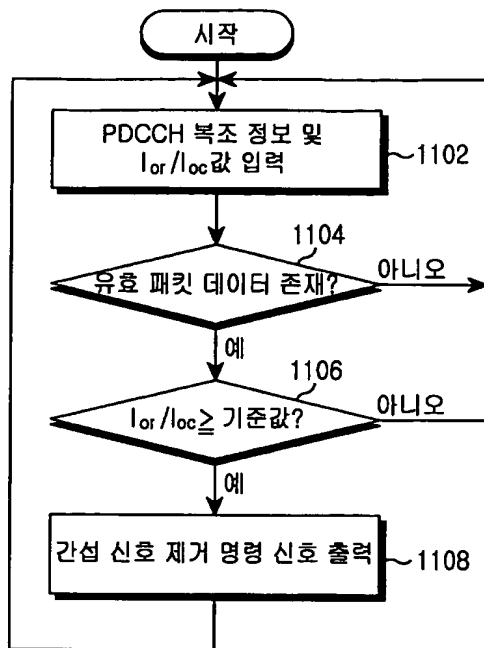 시작
PDCCH 복조 정보 및
Ior/Ioc값 입력
1102
1104
유효 패킷 데이터 존재?
아니오
예
1106
Ior/Ioc≧ 기준값?
아니오
예
간섭 신호 제거 명령 신호 출력
1108